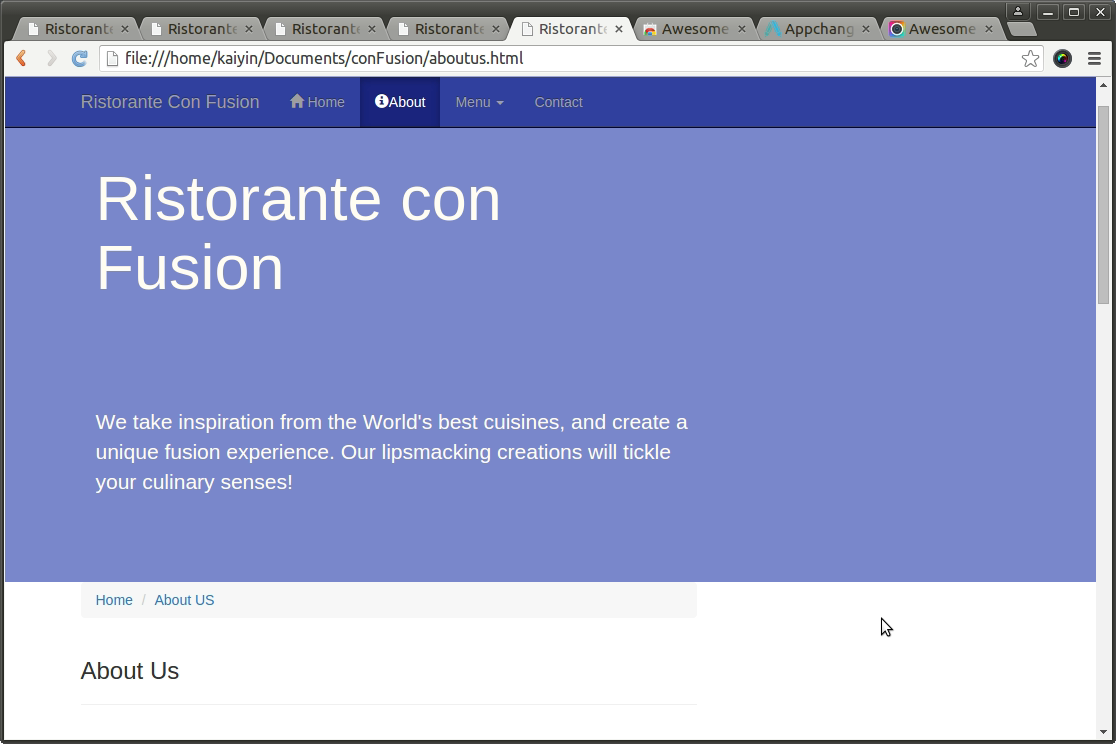 Ristorante Ristorante Ristorante Ristorante Ristorante Awesome Appchang Awesome
file:///home/kaiyin/Documents/conFusion/aboutus.html
Ristorante Con Fusion Home About Menu Contact
Ristorante con
Fusion
We take inspiration from the World's best cuisines, and create a
unique fusion experience. Our lipsmacking creations will tickle
your culinary senses!
Home / About US
About Us